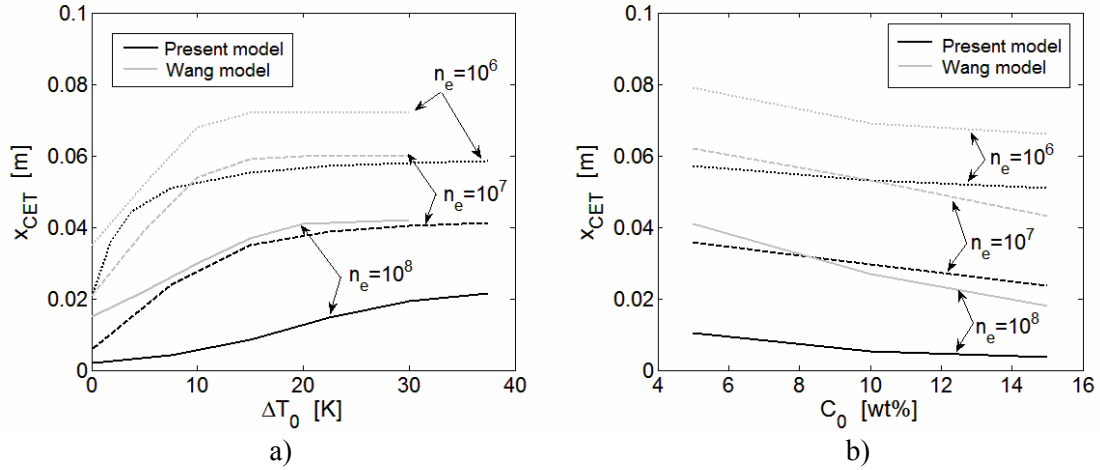 0.1
0.08
0.06
0.04
0.02
0
x_CET [m]
Present model
Wang model
n_e=10^6
n_e=10^7
n_e=10^8
0 10 20 30 40
ΔT_0 [K]
a)
0.1
0.08
0.06
0.04
0.02
0
x_CET [m]
Present model
Wang model
n_e=10^6
n_e=10^7
n_e=10^8
4 6 8 10 12 14 16
C_0 [wt%]
b)